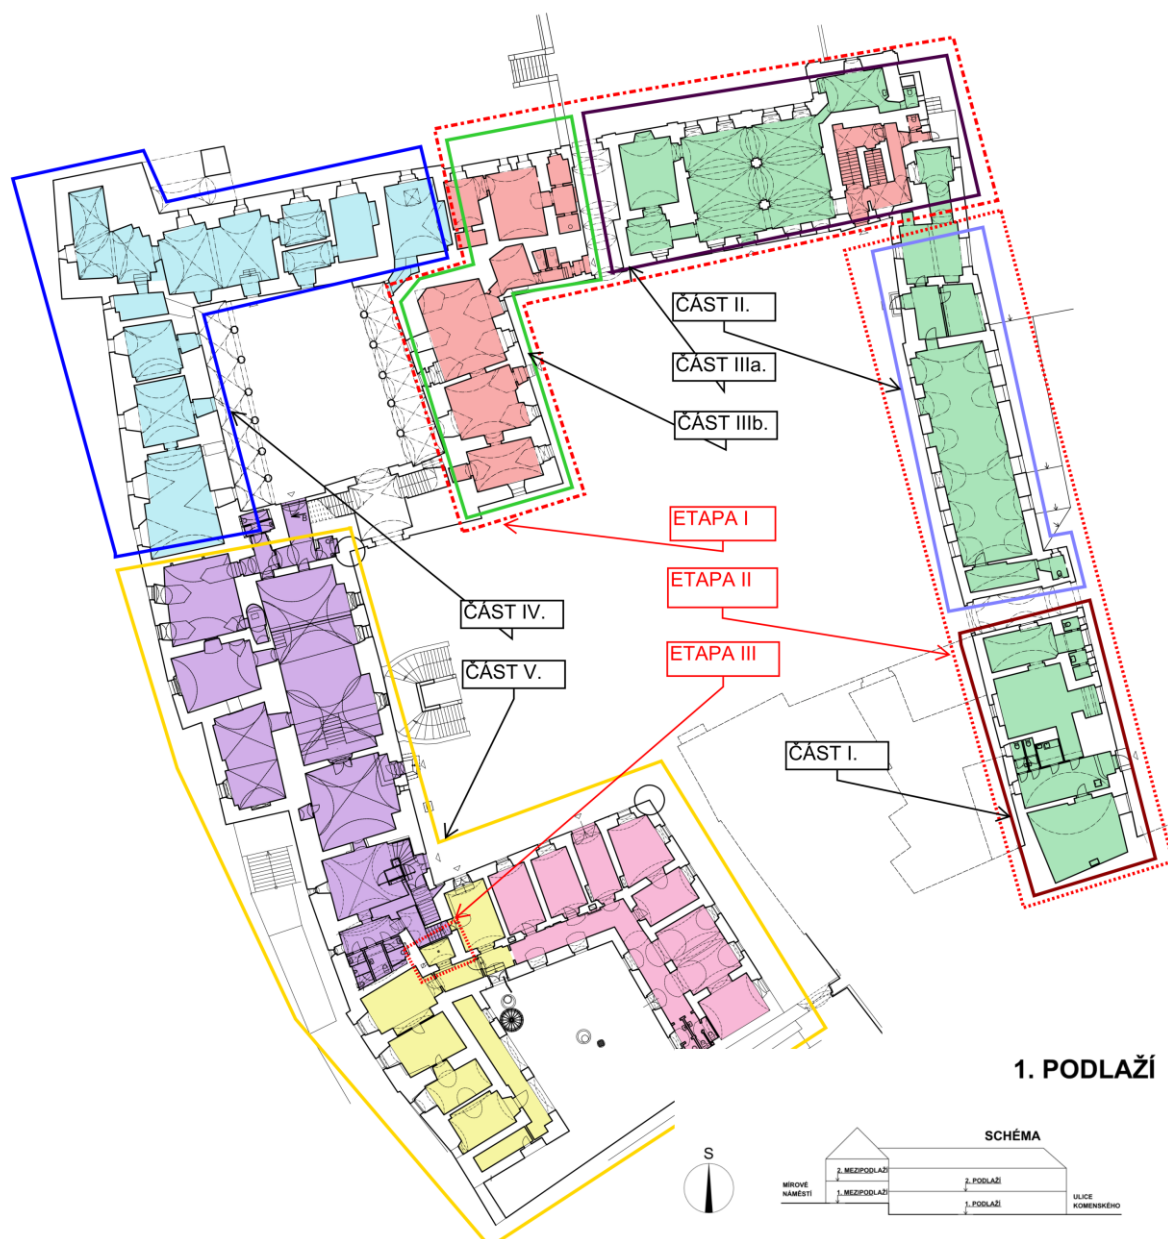 ČÁST II.
ČÁST IIIa.
ČÁST IIIb.
ETAPA I
ETAPA II
ČÁST IV.
ETAPA III
ČÁST V.
ČÁST I.
1. PODLAŽÍ
S
SCHÉMA
2. MEZIPODLAŽÍ
2. PODLAŽÍ
MÍROVÉ
NÁMĚSTÍ
1. MEZIPODLAŽÍ
1. PODLAŽÍ
ULICE
KOMENSKÉHO